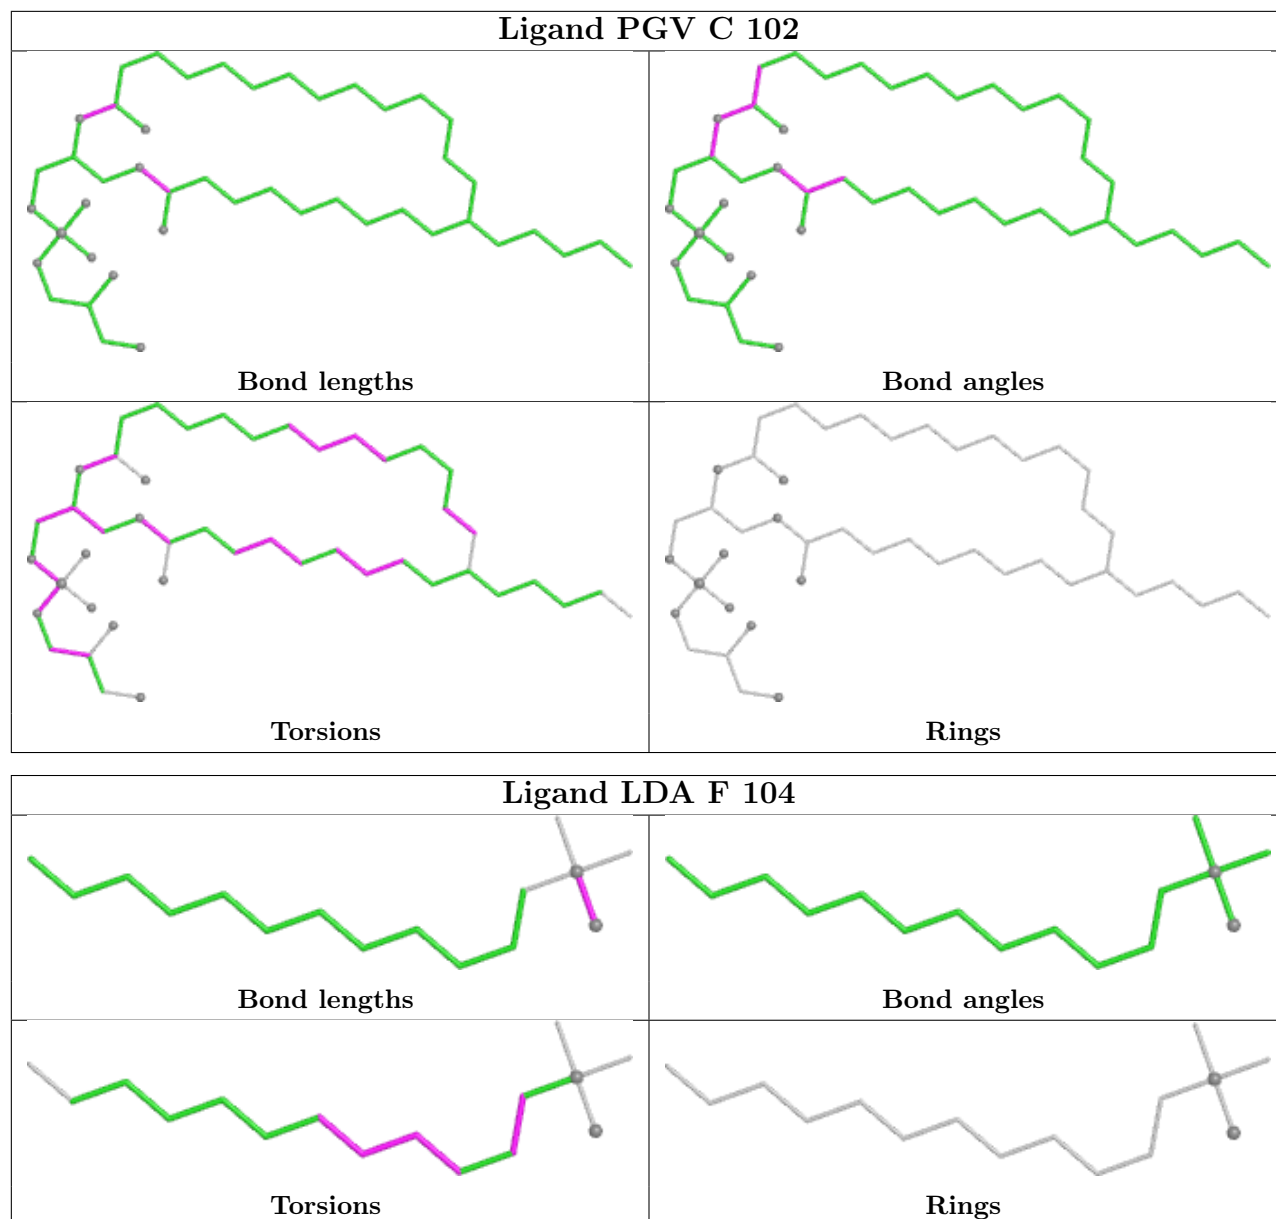 Ligand PGV C 102
Bond lengths
Bond angles
Torsions
Rings
Ligand LDA F 104
Bond lengths
Bond angles
Torsions
Rings